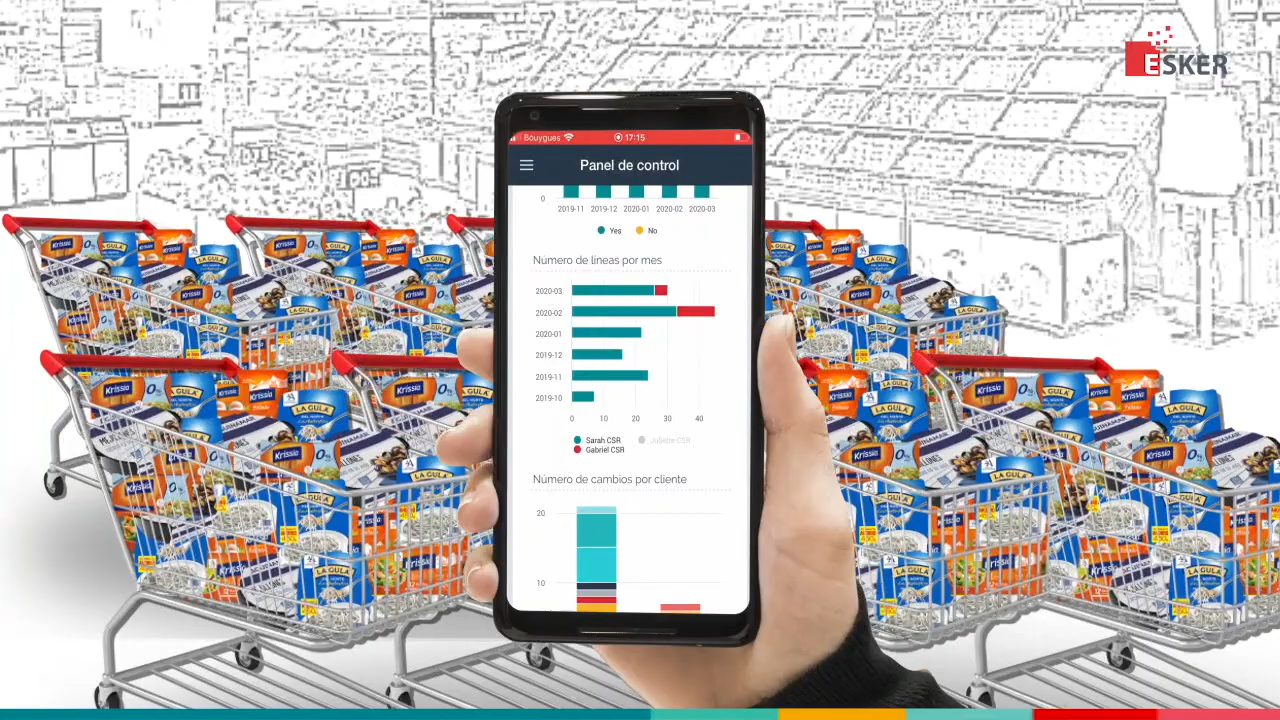 ESKER
Bouygues 17:15
Panel de control
0
2019-11 2019-12 2020-01 2020-02 2020-03
Yes No
Número de líneas por mes
2020-03
2020-02
2020-01
2019-12
2019-11
2019-10
0 10 20 30 40
Sarah CSR Juliette CSR
Gabriel CSR
Número de cambios por cliente
20
10
Krissia
0%
LA GULA
DEL NORTE